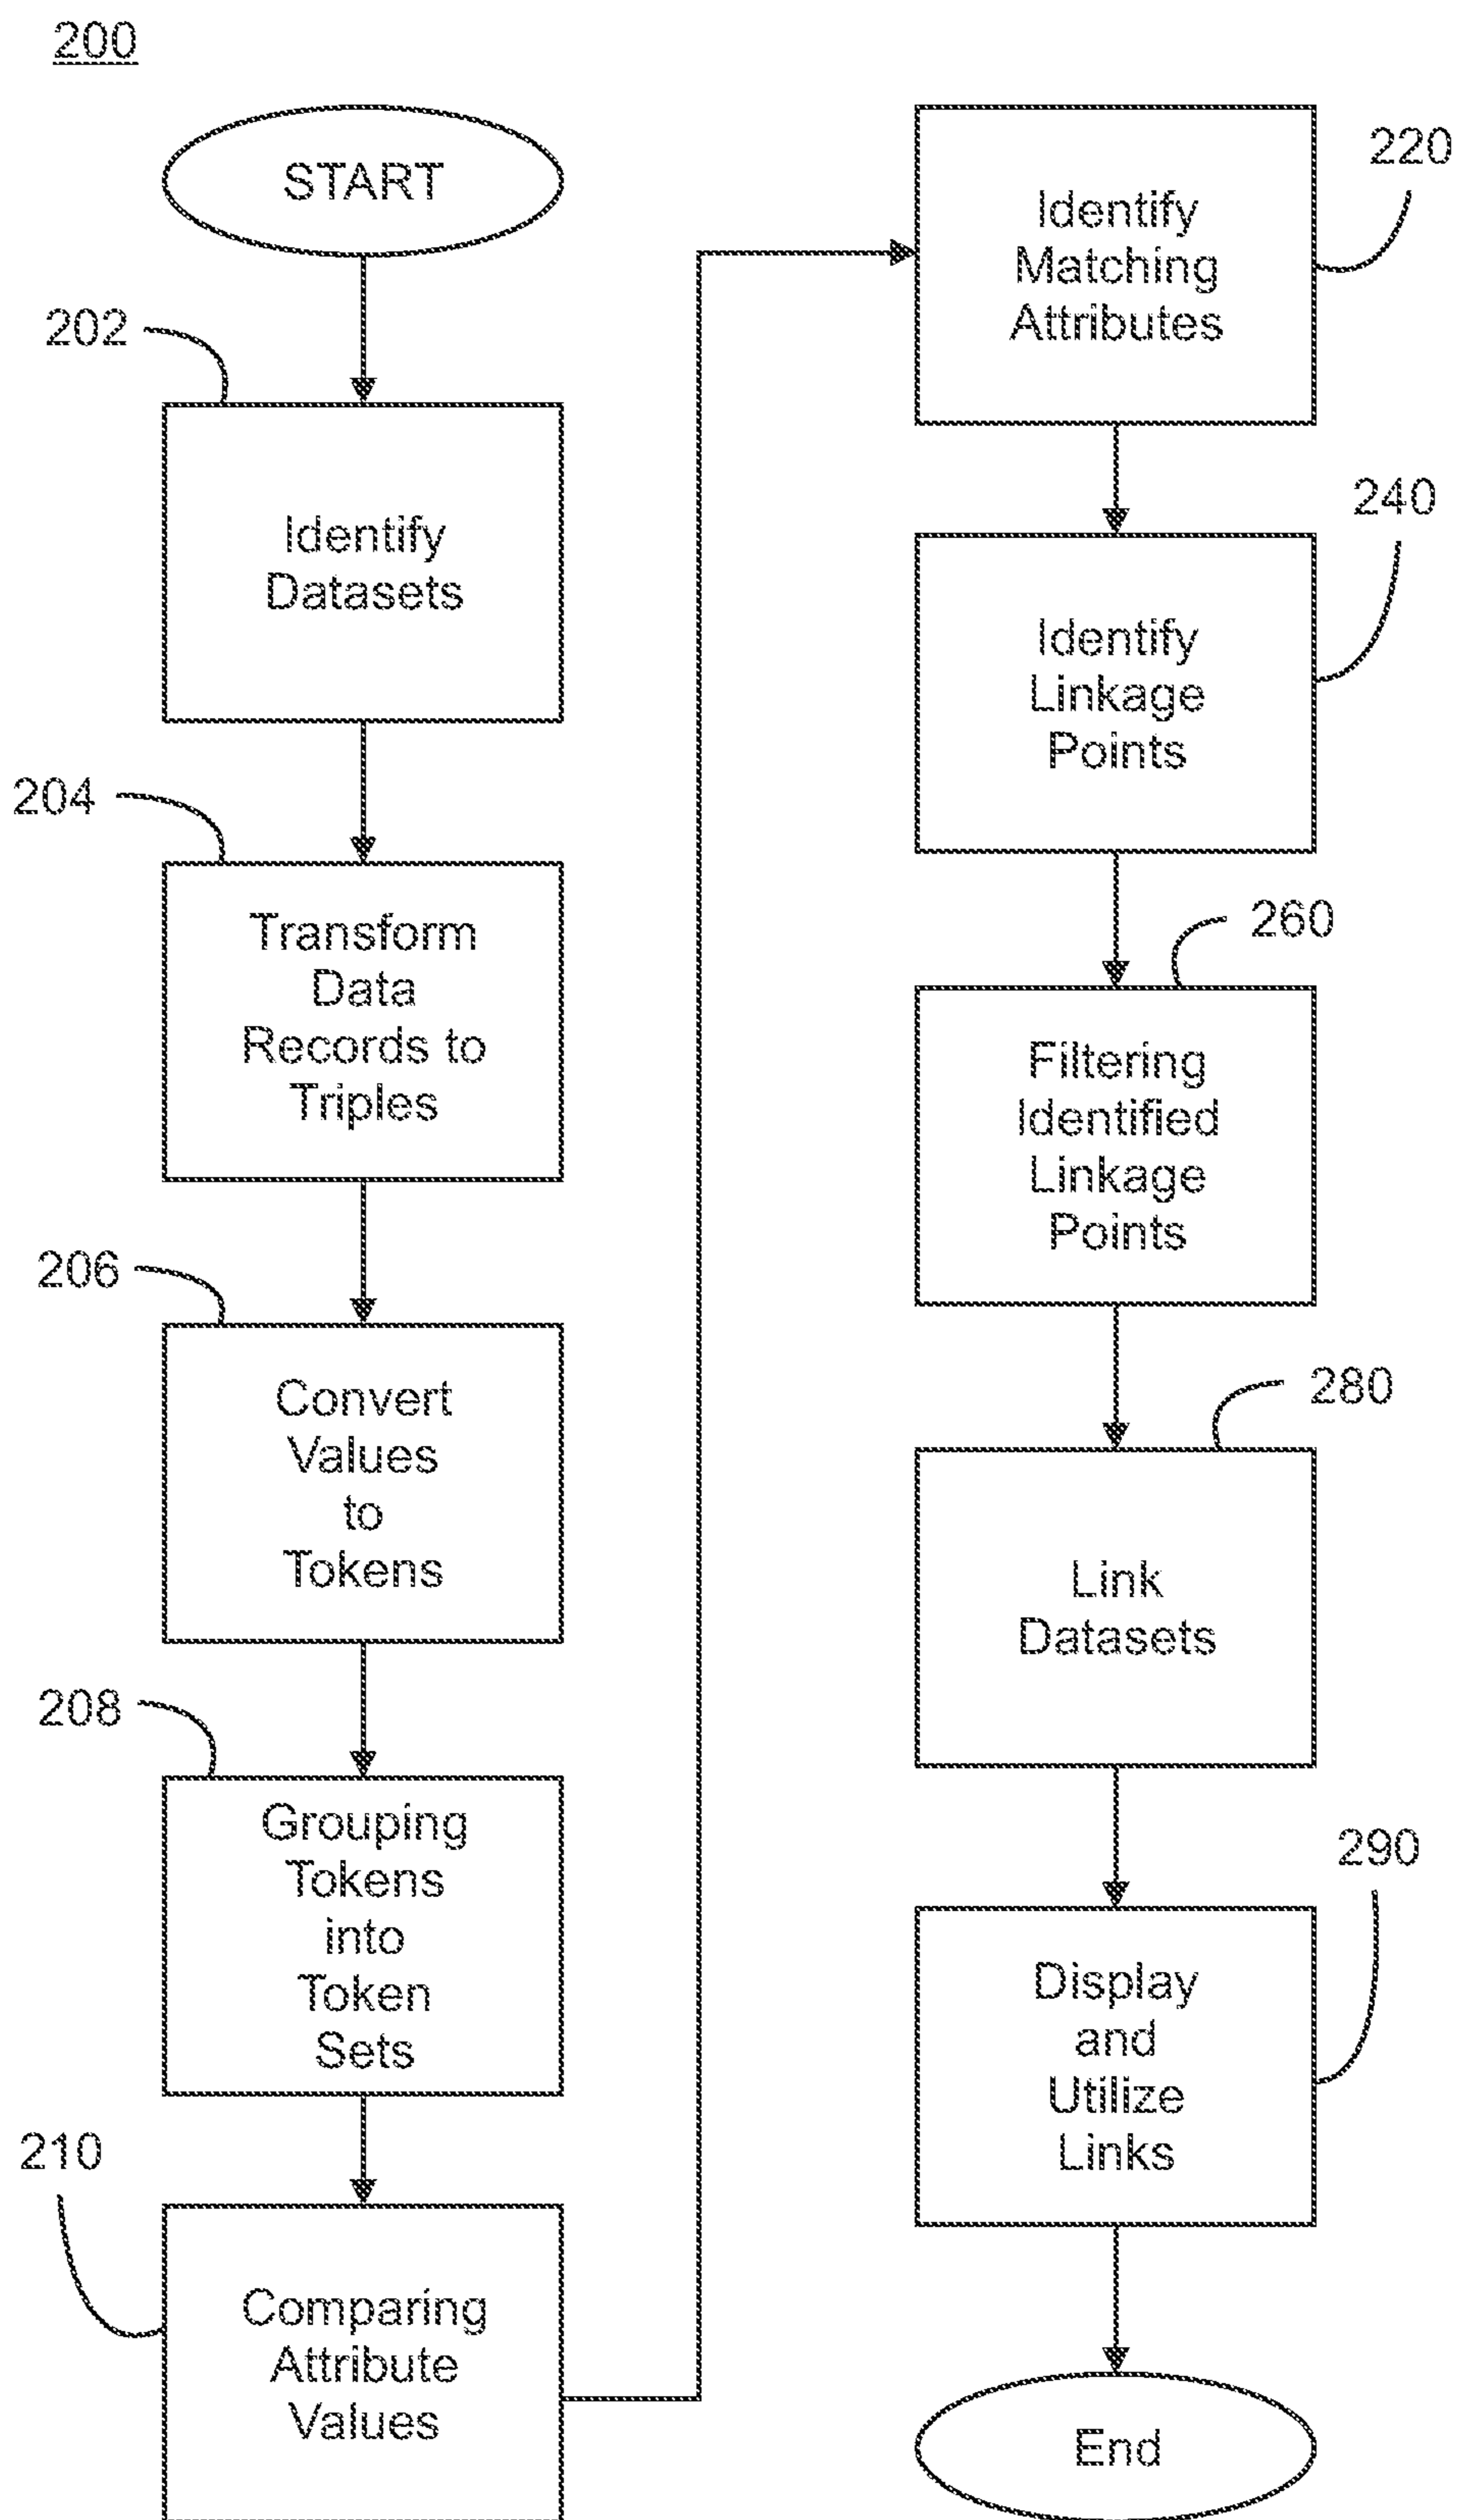 200
START
202
Identify
Datasets
204
Transform
Data
Records to
Triples
206
Convert
Values
to
Tokens
208
Grouping
Tokens
into
Token
Sets
210
Comparing
Attribute
Values
220
Identify
Matching
Attributes
240
Identify
Linkage
Points
260
Filtering
Identified
Linkage
Points
280
Link
Datasets
290
Display
and
Utilize
Links
End